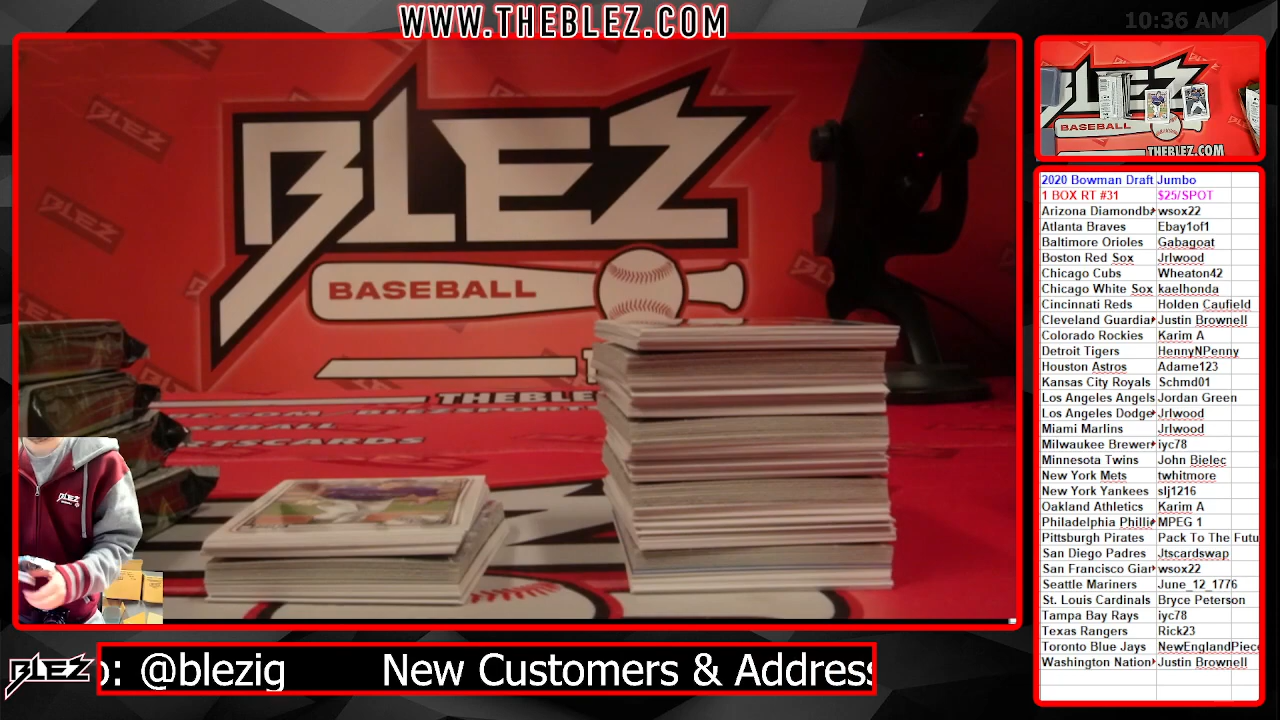 WWW.THEBLEZ.COM
10:36 AM
BLEZ
BASEBALL
THEBLE
BLEZ
BLEZ
BASEBALL
THEBLEZ.COM
2020 Bowman Draft Jumbo
1 BOX RT #31 $25/SPOT
Arizona Diamondb wsox22
Atlanta Braves Ebay1of1
Baltimore Orioles Gabagoat
Boston Red Sox Jrlwood
Chicago Cubs Wheaton42
Chicago White Sox kaelhonda
Cincinnati Reds Holden Caufield
Cleveland Guardia Justin Brownell
Colorado Rockies Karim A
Detroit Tigers HennyNPenny
Houston Astros Adame123
Kansas City Royals Schmd01
Los Angeles Angels Jordan Green
Los Angeles Dodge Jrlwood
Miami Marlins Jrlwood
Milwaukee Brewer iyc78
Minnesota Twins John Bielec
New York Mets twhitmore
New York Yankees slj1216
Oakland Athletics Karim A
Philadelphia Philli MPEG 1
Pittsburgh Pirates Pack To The Futu
San Diego Padres Jtscardswap
San Francisco Gian wsox22
Seattle Mariners June_12_1776
St. Louis Cardinals Bryce Peterson
Tampa Bay Rays iyc78
Texas Rangers Rick23
Toronto Blue Jays NewEnglandPiec
Washington Nation Justin Brownell
BLEZ
o: @blezig New Customers & Address